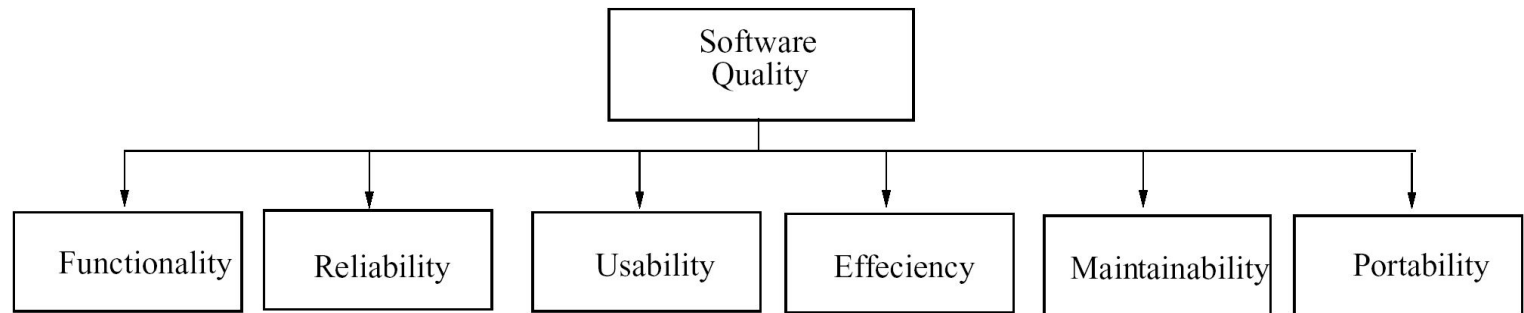 Software
Quality
Functionality
Reliability
Usability
Effeciency
Maintainability
Portability